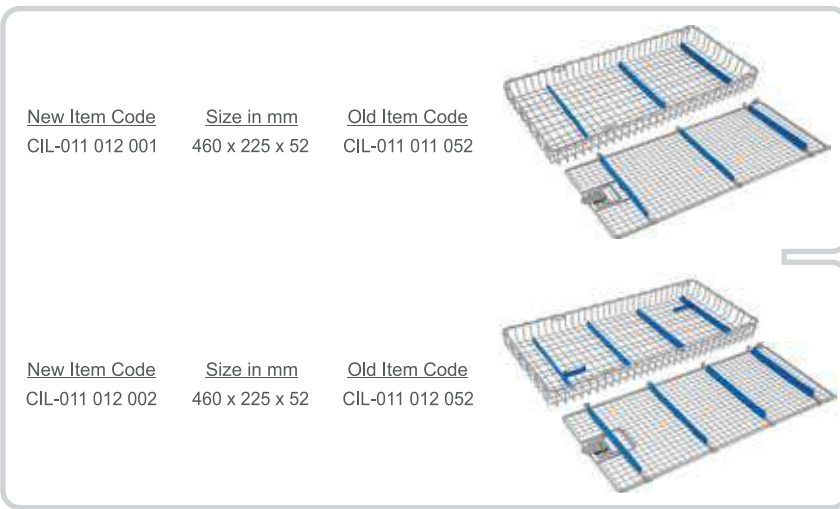 New Item Code Size in mm Old Item Code
CIL-011 012 001 460 x 225 x 52 CIL-011 011 052
New Item Code Size in mm Old Item Code
CIL-011 012 002 460 x 225 x 52 CIL-011 012 052